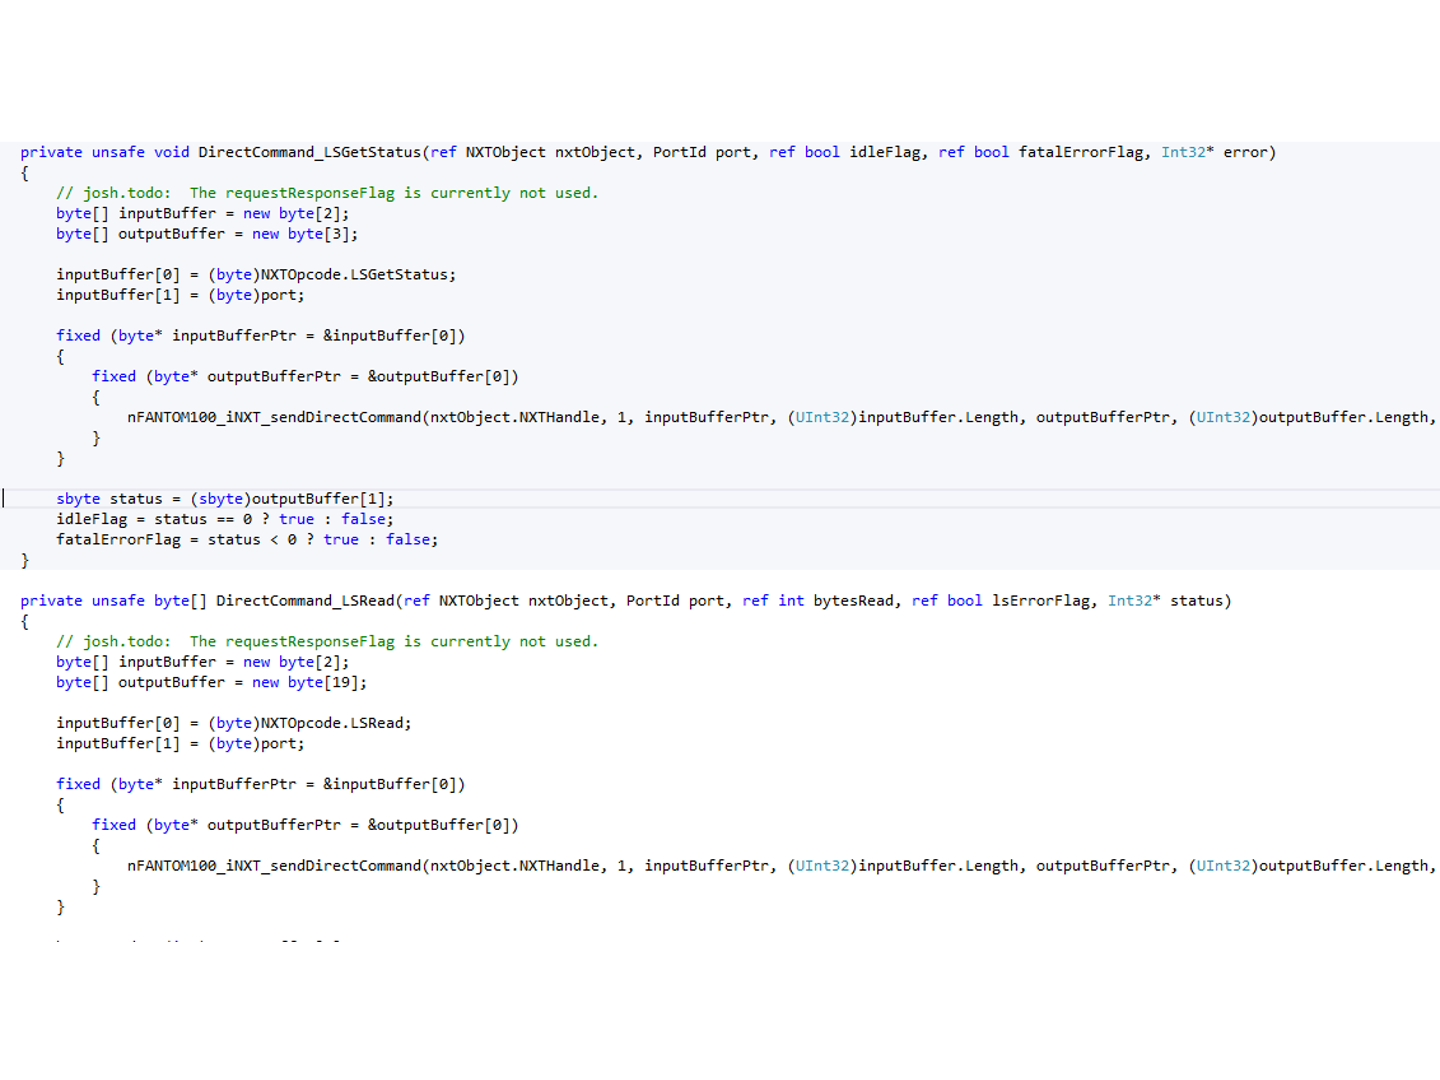 private unsafe void DirectCommand_LSGetStatus(ref NXTObject nxtObject, PortId port, ref bool idleFlag, ref bool fatalErrorFlag, Int32* error)
{
    // josh.todo:  The requestResponseFlag is currently not used.
    byte[] inputBuffer = new byte[2];
    byte[] outputBuffer = new byte[3];

    inputBuffer[0] = (byte)NXTOpcode.LSGetStatus;
    inputBuffer[1] = (byte)port;

    fixed (byte* inputBufferPtr = &inputBuffer[0])
    {
        fixed (byte* outputBufferPtr = &outputBuffer[0])
        {
            nFANTOM100_iNXT_sendDirectCommand(nxtObject.NXTHandle, 1, inputBufferPtr, (UInt32)inputBuffer.Length, outputBufferPtr, (UInt32)outputBuffer.Length,
        }
    }

    sbyte status = (sbyte)outputBuffer[1];
    idleFlag = status == 0 ? true : false;
    fatalErrorFlag = status < 0 ? true : false;
}

private unsafe byte[] DirectCommand_LSRead(ref NXTObject nxtObject, PortId port, ref int bytesRead, ref bool lsErrorFlag, Int32* status)
{
    // josh.todo:  The requestResponseFlag is currently not used.
    byte[] inputBuffer = new byte[2];
    byte[] outputBuffer = new byte[19];

    inputBuffer[0] = (byte)NXTOpcode.LSRead;
    inputBuffer[1] = (byte)port;

    fixed (byte* inputBufferPtr = &inputBuffer[0])
    {
        fixed (byte* outputBufferPtr = &outputBuffer[0])
        {
            nFANTOM100_iNXT_sendDirectCommand(nxtObject.NXTHandle, 1, inputBufferPtr, (UInt32)inputBuffer.Length, outputBufferPtr, (UInt32)outputBuffer.Length,
        }
    }